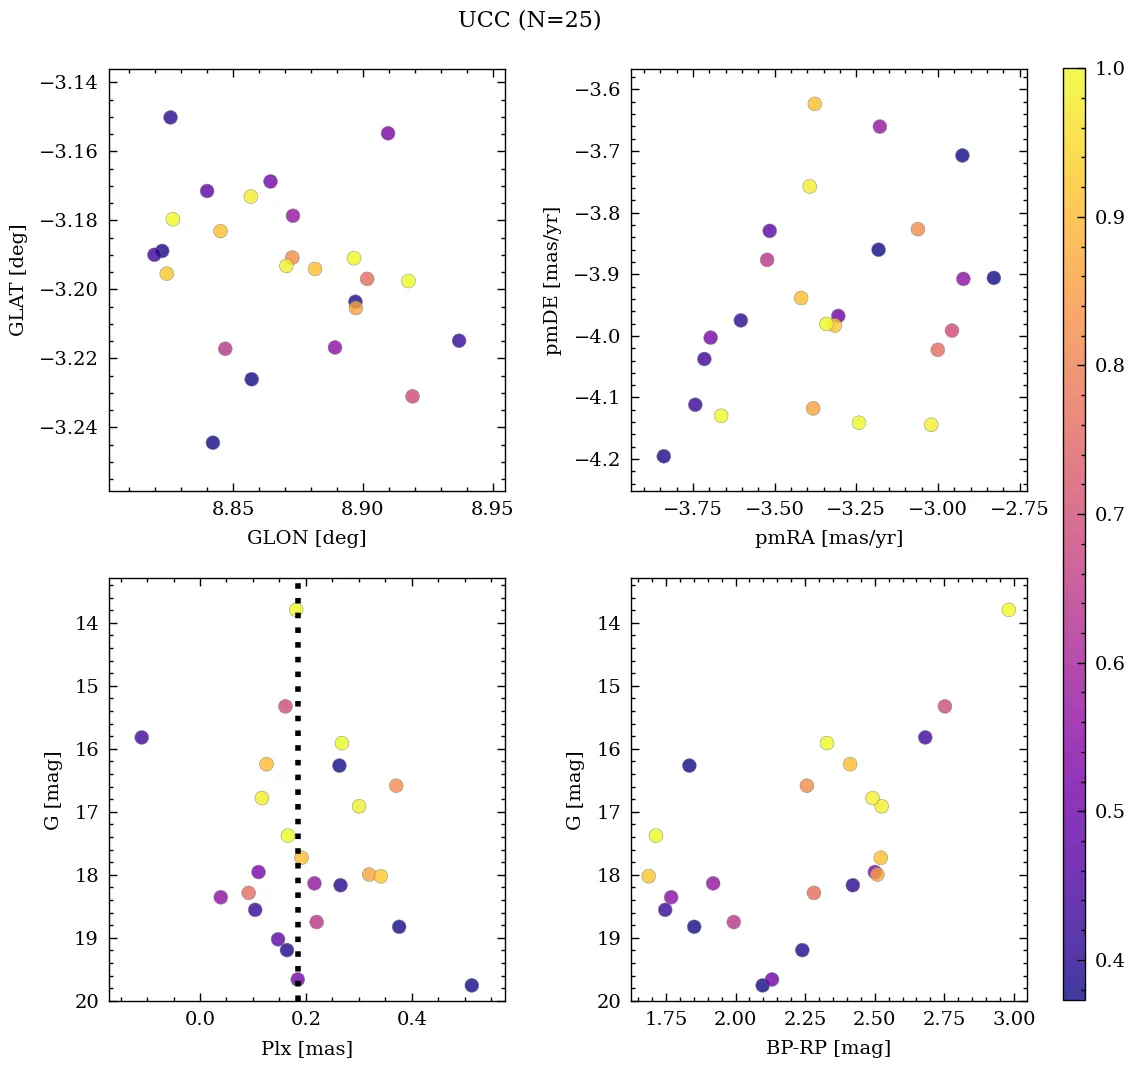 UCC (N=25)
−3.14
−3.16
−3.18
−3.20
−3.22
−3.24
GLAT [deg]
8.85 8.90 8.95
GLON [deg]
−3.6
−3.7
−3.8
−3.9
−4.0
−4.1
−4.2
pmDE [mas/yr]
−3.75 −3.50 −3.25 −3.00 −2.75
pmRA [mas/yr]
14
15
16
17
18
19
20
G [mag]
0.0 0.2 0.4
Plx [mas]
14
15
16
17
18
19
20
G [mag]
1.75 2.00 2.25 2.50 2.75 3.00
BP-RP [mag]
1.0
0.9
0.8
0.7
0.6
0.5
0.4